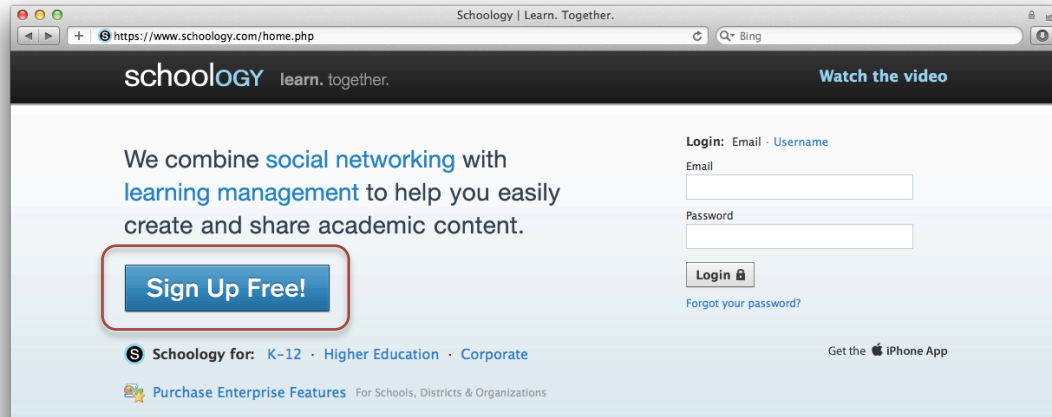 Schoology | Learn. Together.
https://www.schoology.com/home.php
Bing
schoology learn. together.
Watch the video
We combine social networking with
learning management to help you easily
create and share academic content.
Sign Up Free!
Schoology for: K-12 · Higher Education · Corporate
Purchase Enterprise Features For Schools, Districts & Organizations
Login: Email · Username
Email
Password
Login
Forgot your password?
Get the iPhone App